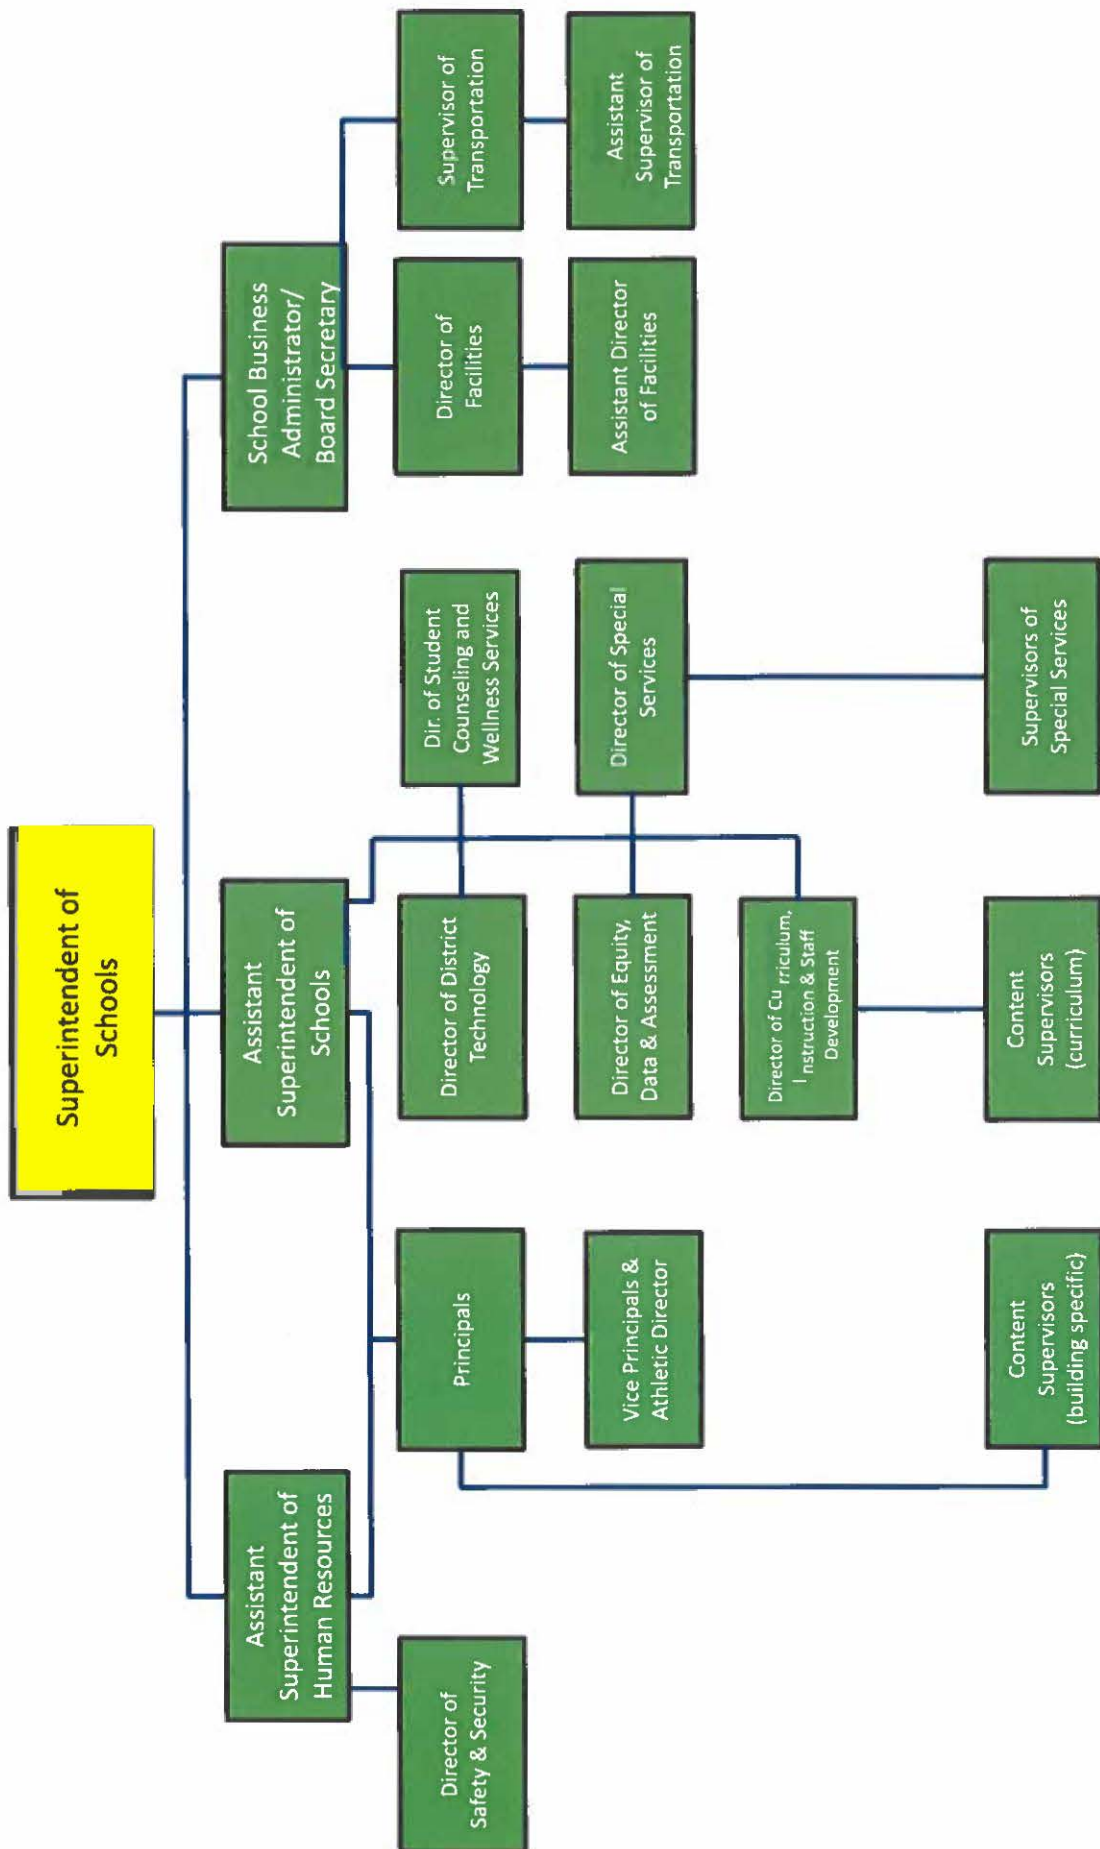 Superintendent of
Schools
Assistant
Superintendent of
Human Resources
Assistant
Superintendent of
Schools
School Business
Administrator/
Board Secretary
Director of
Safety & Security
Principals
Director of District
Technology
Dir. of Student
Counseling and
Wellness Services
Director of
Facilities
Supervisor of
Transportation
Vice Principals &
Athletic Director
Director of Equity,
Data & Assessment
Director of Special
Services
Assistant Director
of Facilities
Assistant
Supervisor of
Transportation
Director of Cu rriculum,
I nstruction & Staff
Development
Content
Supervisors
(building specific)
Content
Supervisors
(curriculum)
Supervisors of
Special Services